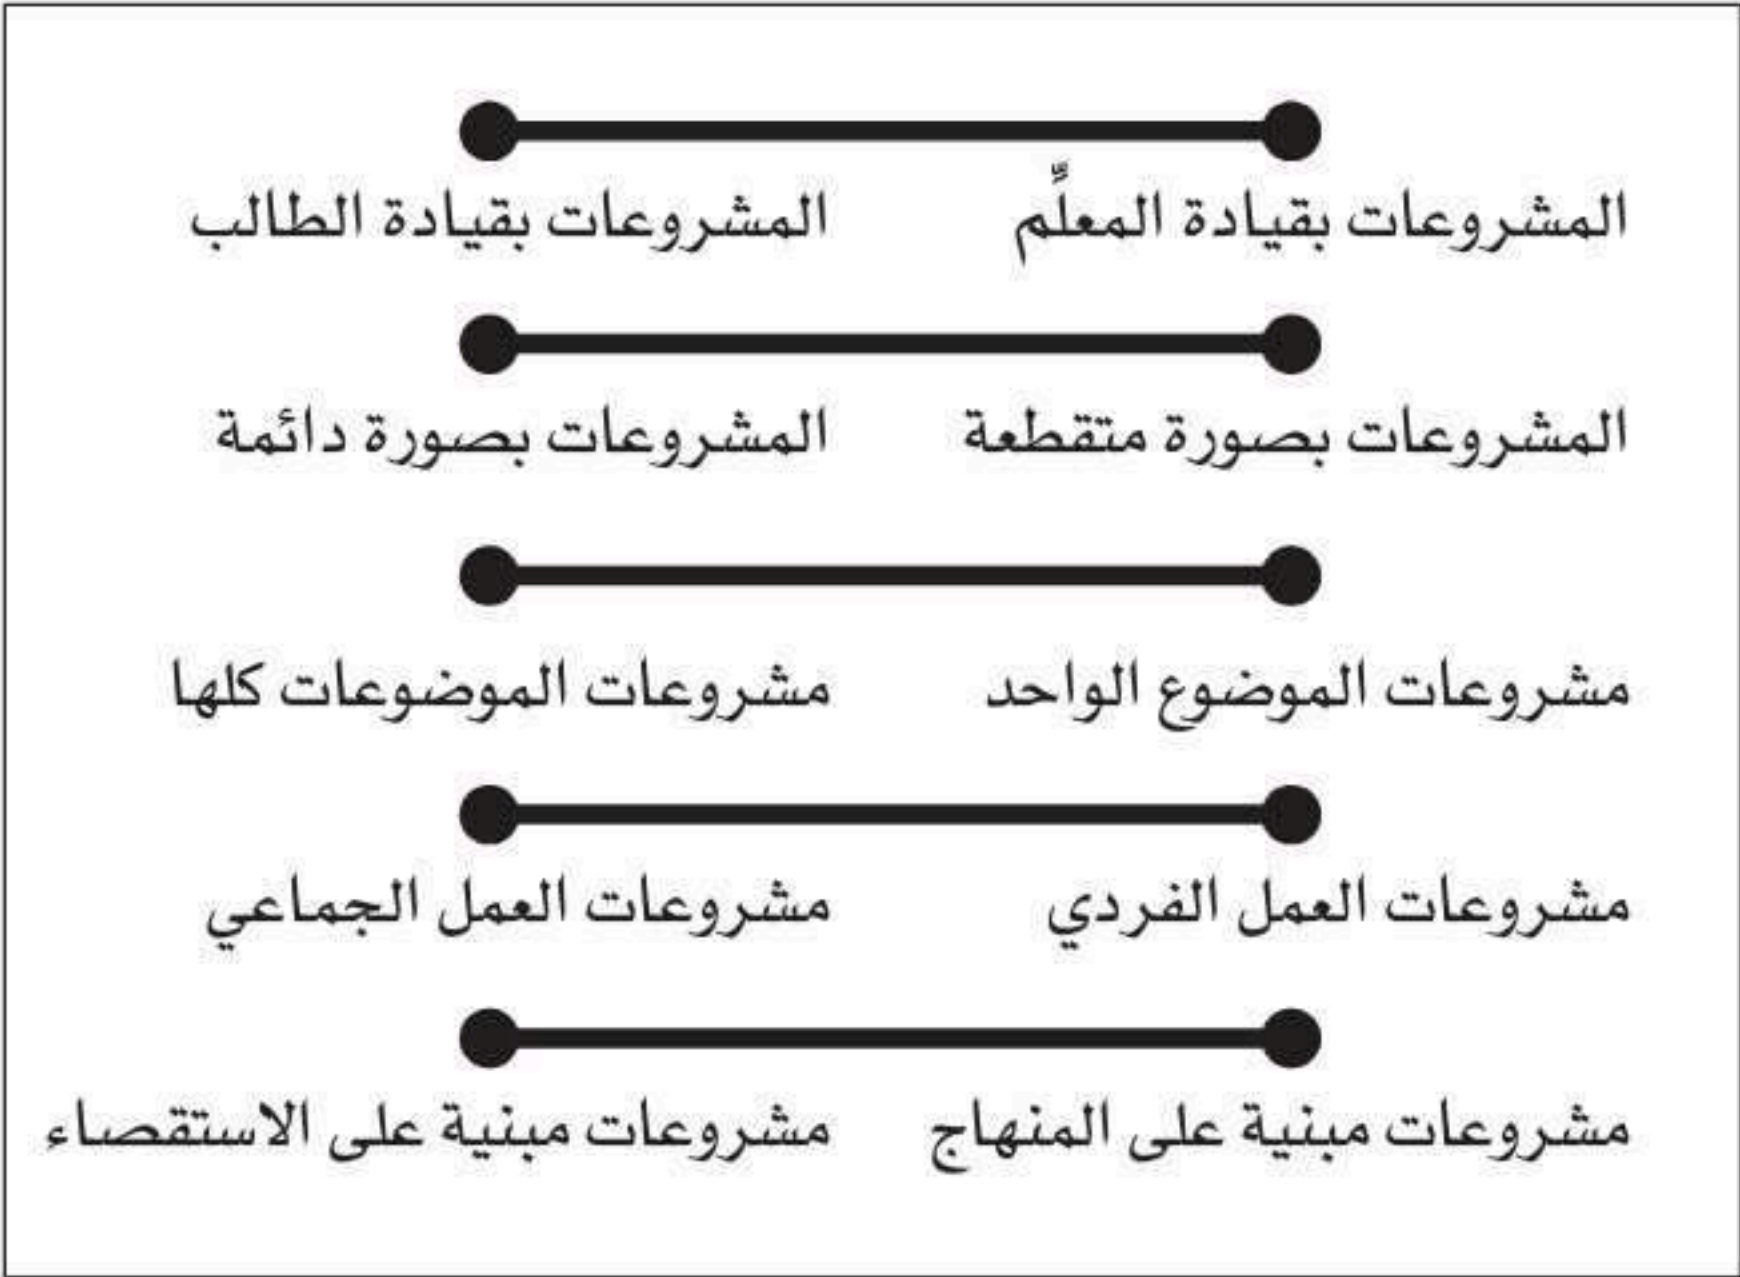 المشروعات بقيادة المعلِّم المشروعات بقيادة الطالب
المشروعات بصورة متقطعة المشروعات بصورة دائمة
مشروعات الموضوع الواحد مشروعات الموضوعات كلها
مشروعات العمل الفردي مشروعات العمل الجماعي
مشروعات مبنية على المنهاج مشروعات مبنية على الاستقصاء